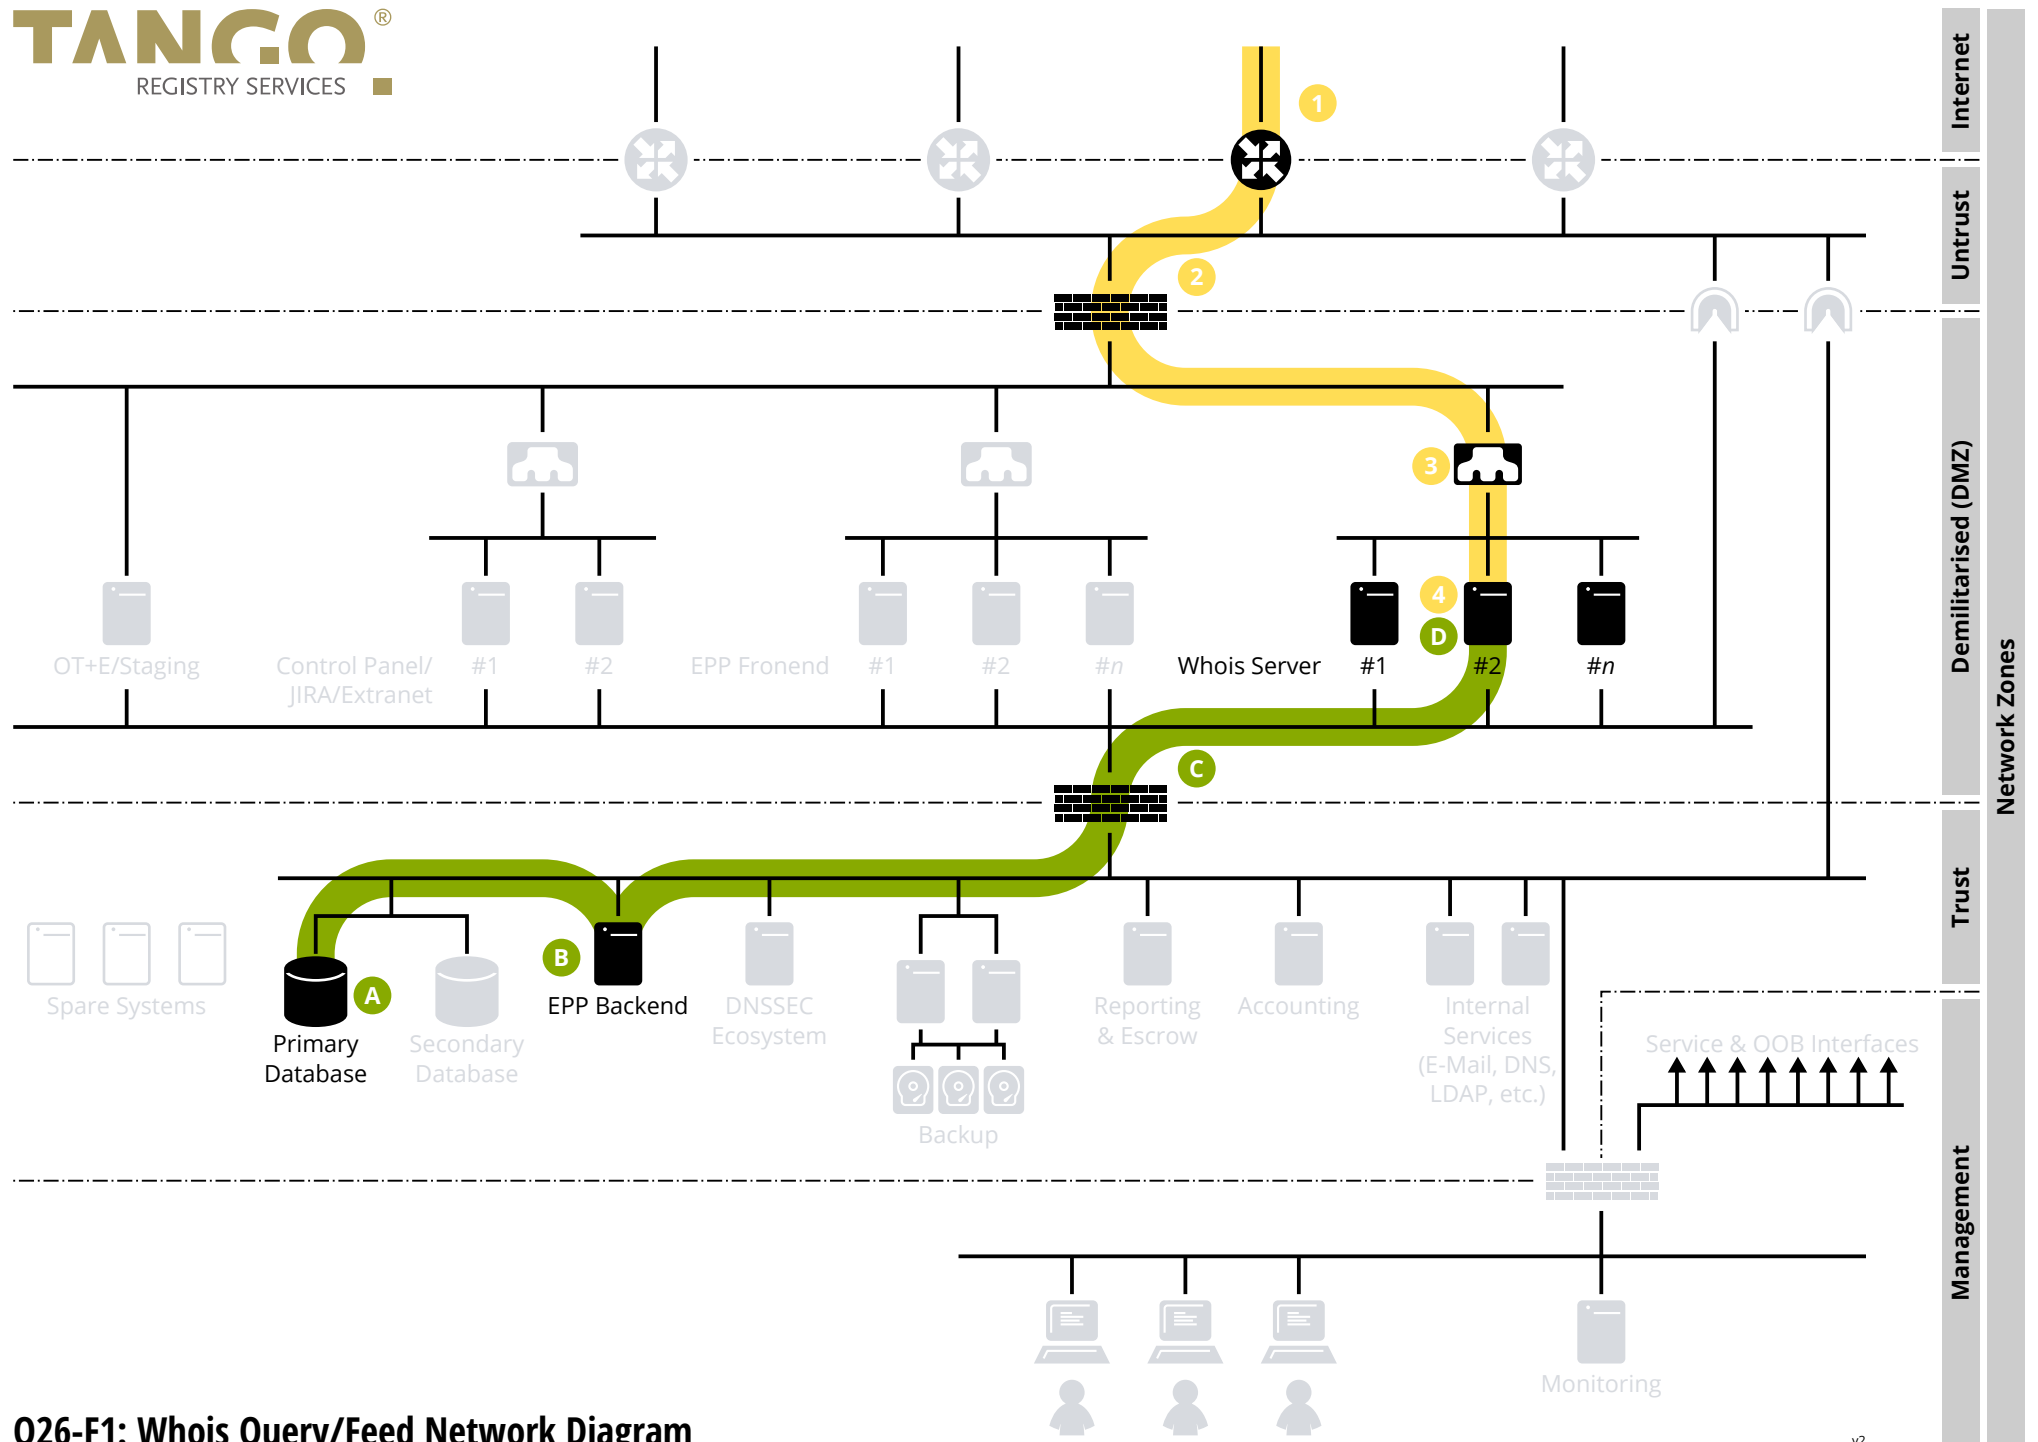 TANGO®
REGISTRY SERVICES
1
2
3
4
D
OT+E/Staging
Control Panel/
JIRA/Extranet
#1
#2
EPP Fronend
#1
#2
#n
Whois Server
#1
#2
#n
C
B
A
Spare Systems
Primary
Database
Secondary
Database
EPP Backend
DNSSEC
Ecosystem
Backup
Reporting
& Escrow
Accounting
Internal
Services
(E-Mail, DNS,
LDAP, etc.)
Service & OOB Interfaces
Monitoring
Internet
Untrust
Demilitarised (DMZ)
Trust
Management
Network Zones
Q26-F1: Whois Query/Feed Network Diagram
v2